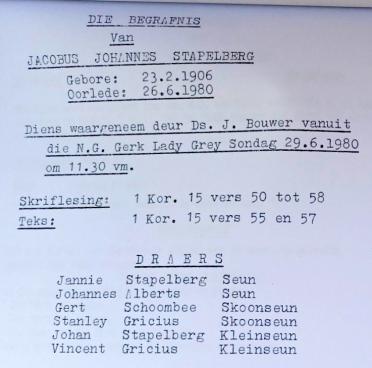 DIE BEGRAFNIS
Van
JACOBUS JOHANNES STAPELBERG
Gebore: 23.2.1906
Oorlede: 26.6.1980
Diens waargeneem deur Ds. J. Bouwer vanuit
die N.G. Gerk Lady Grey Sondag 29.6.1980
om 11.30 vm.
Skriflesing: 1 Kor. 15 vers 50 tot 58
Teks: 1 Kor. 15 vers 55 en 57
D R A E R S
Jannie Stapelberg Seun
Johannes Alberts Seun
Gert Schoombee Skoonseun
Stanley Gricius Skoonseun
Johan Stapelberg Kleinseun
Vincent Gricius Kleinseun